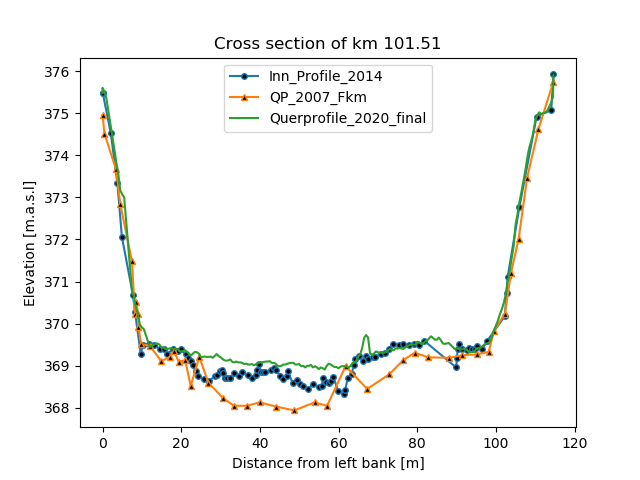 Cross section of km 101.51
Inn_Profile_2014
QP_2007_Fkm
Querprofile_2020_final
Elevation [m.a.s.l]
376
375
374
373
372
371
370
369
368
0 20 40 60 80 100 120
Distance from left bank [m]